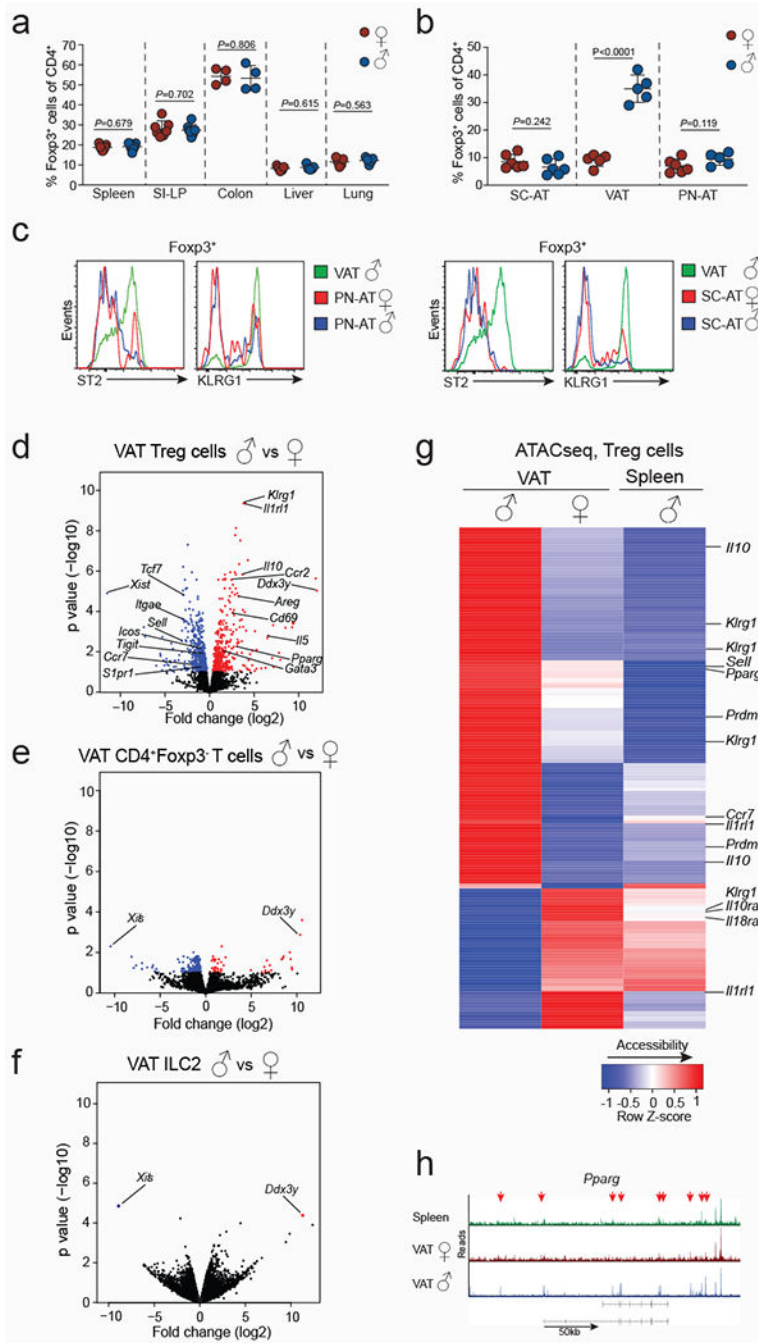 a
% Foxp3⁺ cells of CD4⁺
70
60
50
40
30
20
10
0
P=0.679
P=0.702
P=0.806
P=0.615
P=0.563
♀
♂
Spleen
SI-LP
Colon
Liver
Lung
b
% Foxp3⁺ cells of CD4⁺
50
40
30
20
10
0
P=0.242
P<0.0001
P=0.119
♀
♂
SC-AT
VAT
PN-AT
c
Foxp3⁺
Events
ST2
KLRG1
VAT ♂
PN-AT ♀
PN-AT ♂
Foxp3⁺
Events
ST2
KLRG1
VAT ♂
SC-AT ♀
SC-AT ♂
d
VAT Treg cells ♂ vs ♀
p value (−log10)
10
8
6
4
2
0
Klrg1
Il1rl1
Il10
Ccr2
Ddx3y
Areg
Cd69
Il5
Pparg
Gata3
Tcf7
Xist
Itgae
Sell
Icos
Tigit
Ccr7
S1pr1
-10
-5
0
5
10
Fold change (log2)
e
VAT CD4⁺Foxp3⁻ T cells ♂ vs ♀
p value (−log10)
10
8
6
4
2
0
Xits
Ddx3y
-10
-5
0
5
10
Fold change (log2)
f
VAT ILC2 ♂ vs ♀
p value (−log10)
10
8
6
4
2
0
Xits
Ddx3y
-10
-5
0
5
10
Fold change (log2)
g
ATACseq, Treg cells
VAT
Spleen
♂
♀
♂
Il10
Klrg1
Klrg1
Sell
Pparg
Prdm
Klrg1
Ccr7
Il1rl1
Prdm
Il10
Klrg1
Il10ra
Il18ra
Il1rl1
Accessibility
-1 -0.5 0 0.5 1
Row Z-score
h
Pparg
Reads
Spleen
VAT ♀
VAT ♂
50kb